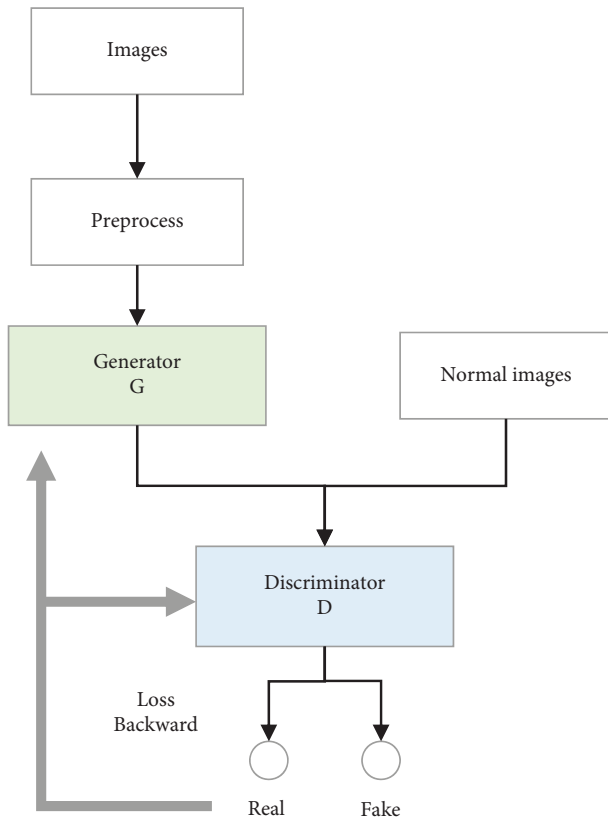 Images
Preprocess
Generator
G
Normal images
Discriminator
D
Loss
Backward
Real
Fake